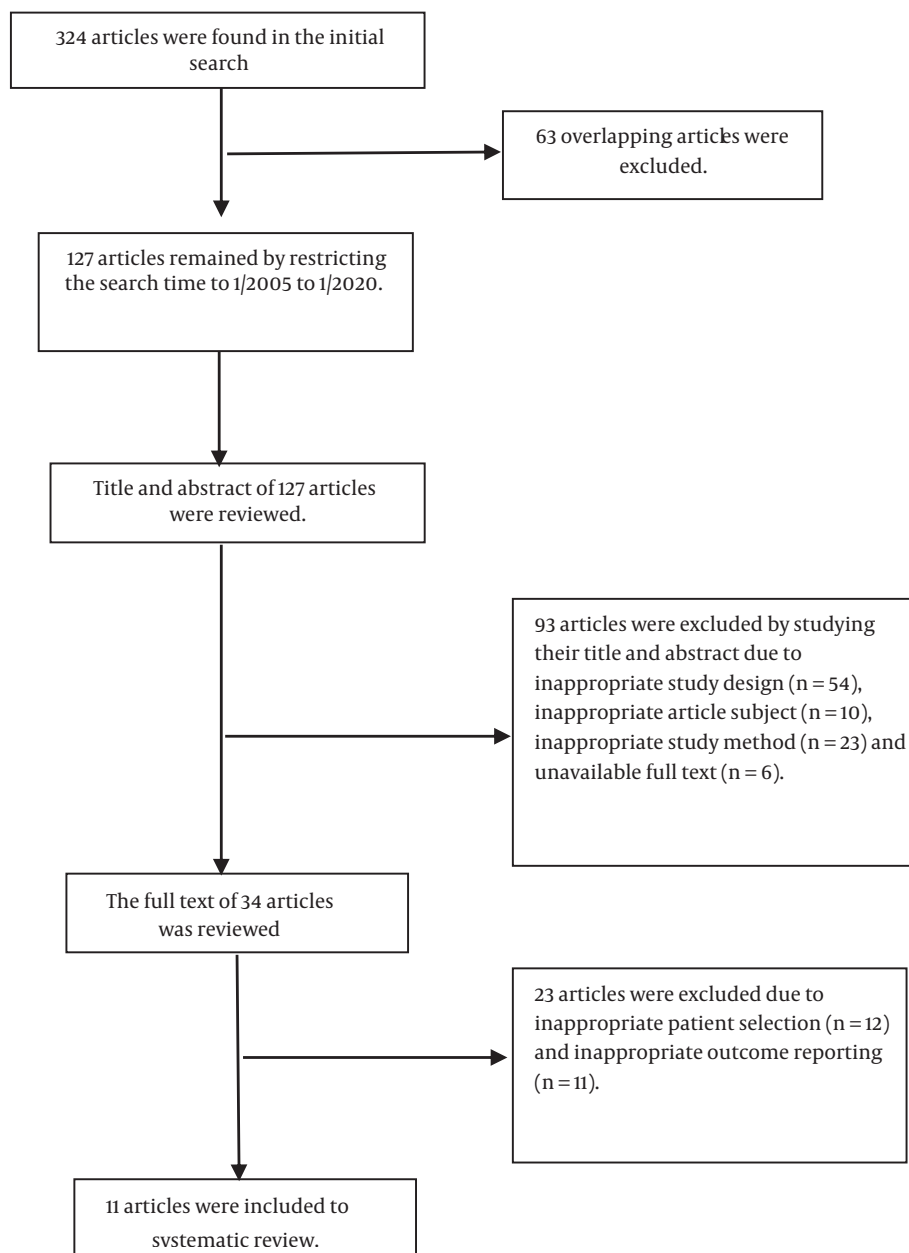 324 articles were found in the initial
search
63 overlapping articles were
excluded.
127 articles remained by restricting
the search time to 1/2005 to 1/2020.
Title and abstract of 127 articles
were reviewed.
93 articles were excluded by studying
their title and abstract due to
inappropriate study design (n = 54),
inappropriate article subject (n = 10),
inappropriate study method (n = 23) and
unavailable full text (n = 6).
The full text of 34 articles
was reviewed
23 articles were excluded due to
inappropriate patient selection (n = 12)
and inappropriate outcome reporting
(n = 11).
11 articles were included to
systematic review.